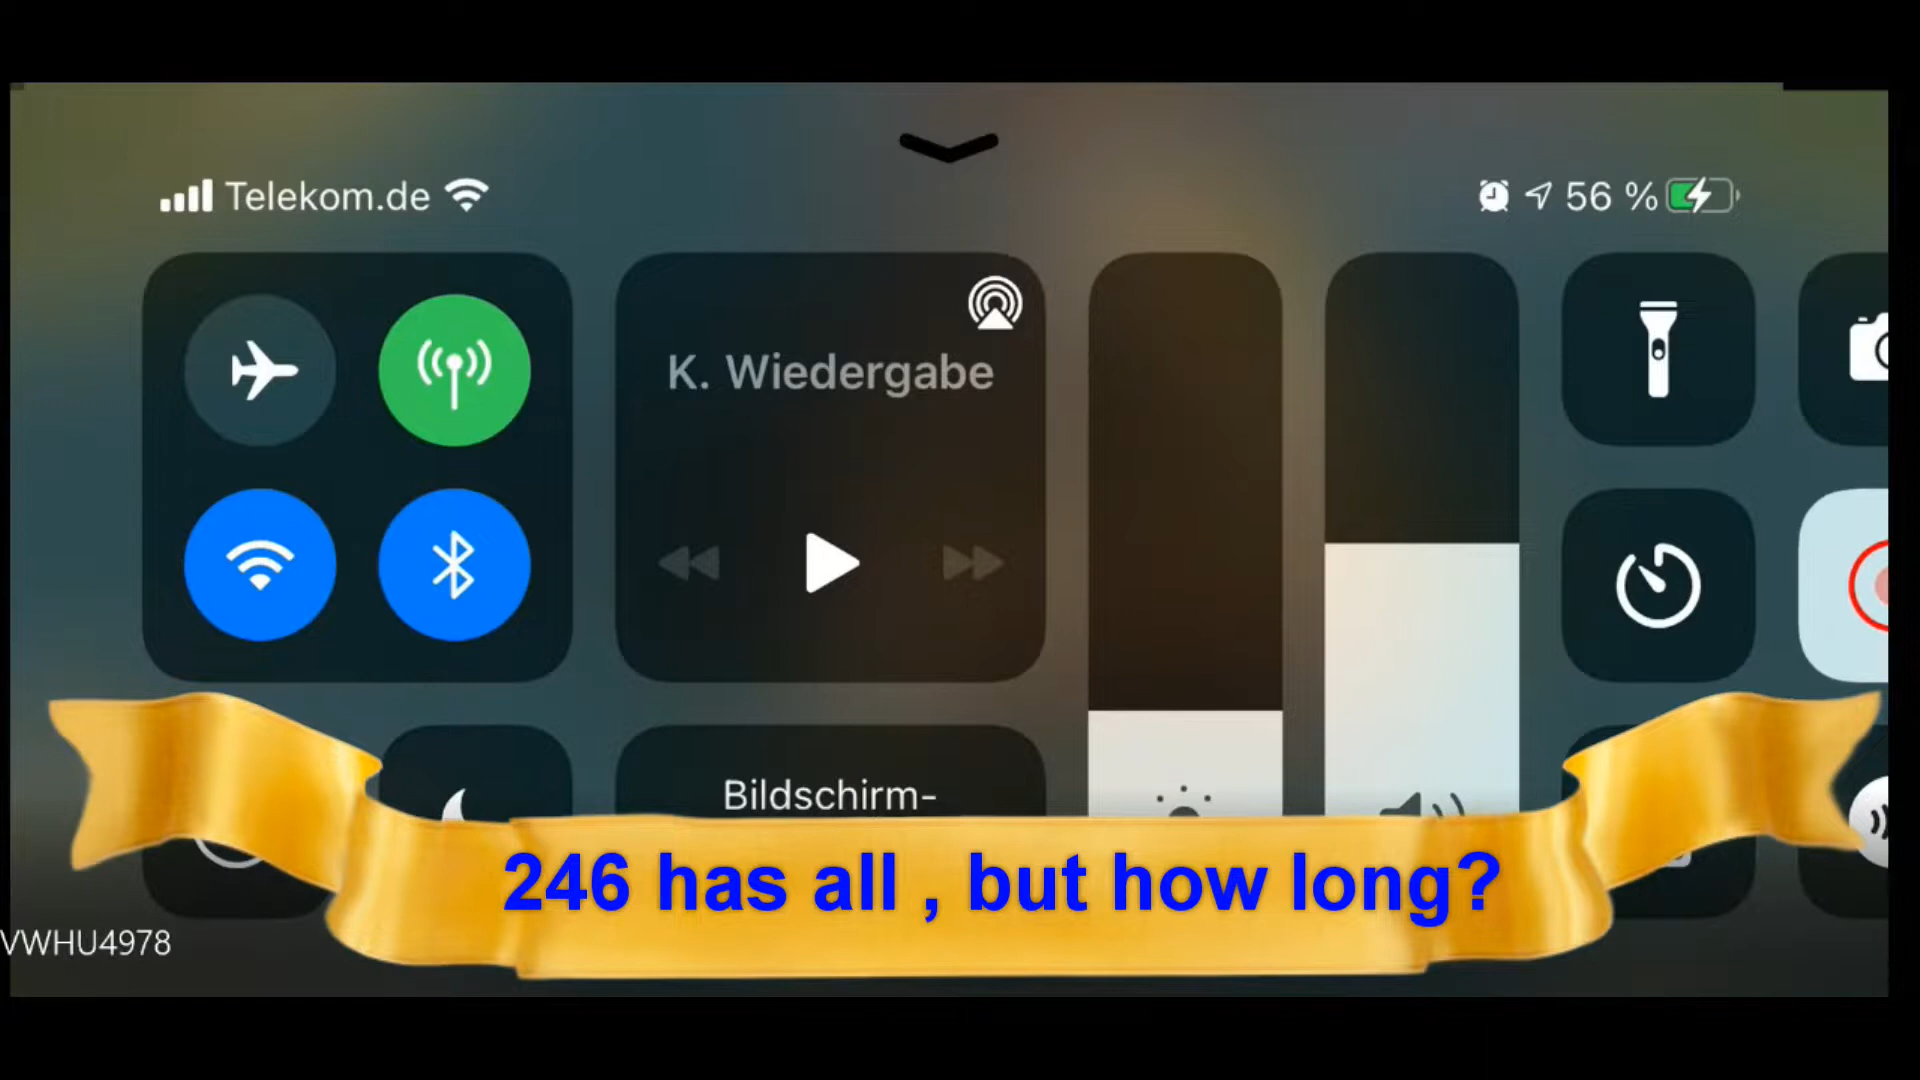 Telekom.de
56 %
K. Wiedergabe
Bildschirm-
246 has all , but how long?
VWHU4978